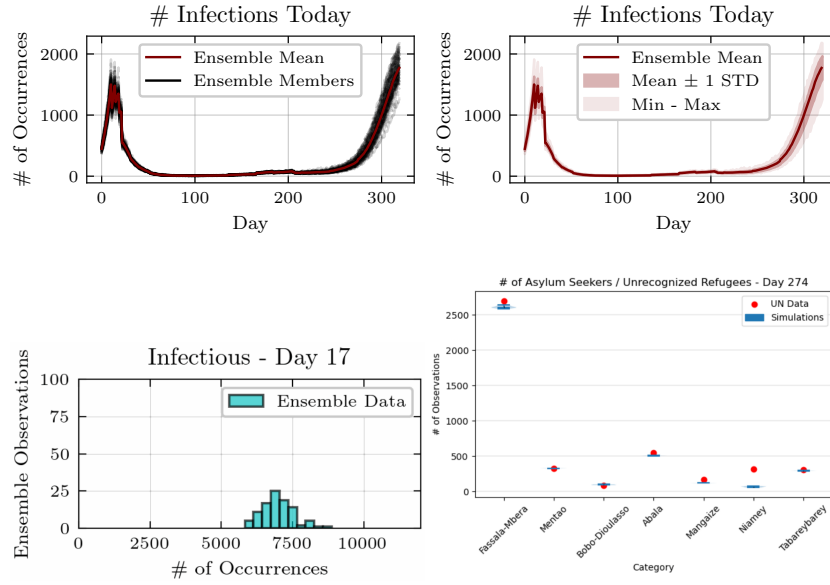 # Infections Today
# of Occurrences
2000
1000
0
Ensemble Mean
Ensemble Members
0
100
200
300
Day
# Infections Today
# of Occurrences
2000
1000
0
Ensemble Mean
Mean ± 1 STD
Min - Max
0
100
200
300
Day
Infectious - Day 17
Ensemble Observations
100
75
50
25
0
Ensemble Data
0
2500
5000
7500
10000
# of Occurrences
# of Asylum Seekers / Unrecognized Refugees - Day 274
# of Observations
2500
2000
1500
1000
500
0
UN Data
Simulations
Fassala-Mbera
Mentao
Bobo-Dioulasso
Abala
Mangaize
Niamey
Tabareybarey
Category